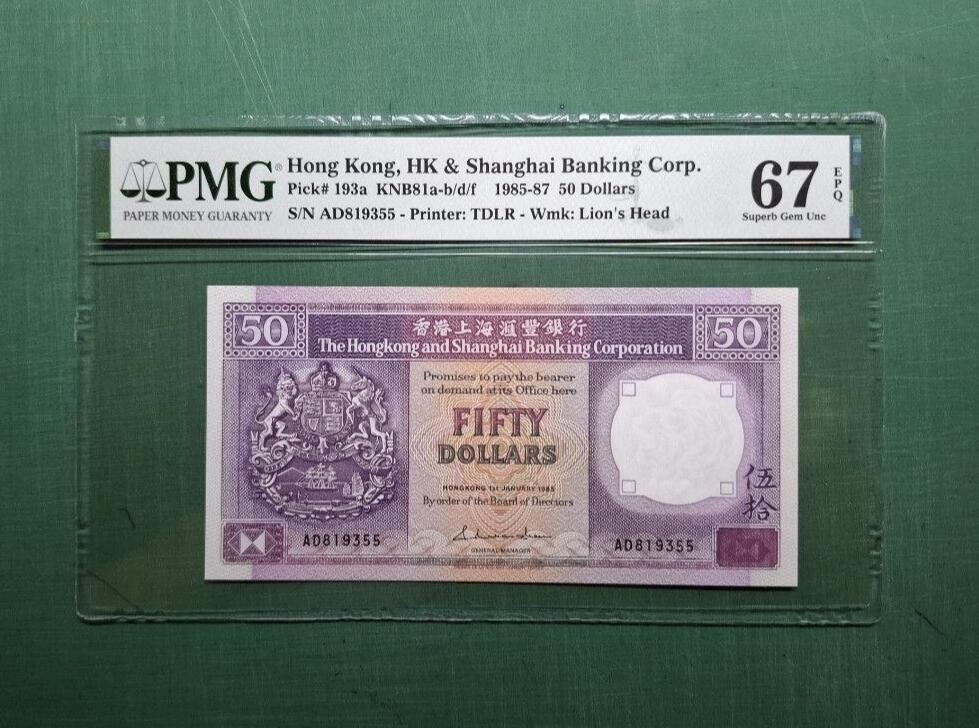 PMG
PAPER MONEY GUARANTY
Hong Kong, HK & Shanghai Banking Corp.
Pick# 193a KNB81a-b/d/f 1985-87 50 Dollars
S/N AD819355 - Printer: TDLR - Wmk: Lion's Head
67
EPQ
Superb Gem Unc
50
香港上海滙豐銀行
50
The Hongkong and Shanghai Banking Corporation
Promises to pay the bearer
on demand at its Office here
FIFTY
DOLLARS
HONGKONG 1st JANUARY 1985
By order of the Board of Directors
伍拾
AD819355
AD819355
GENERAL MANAGER